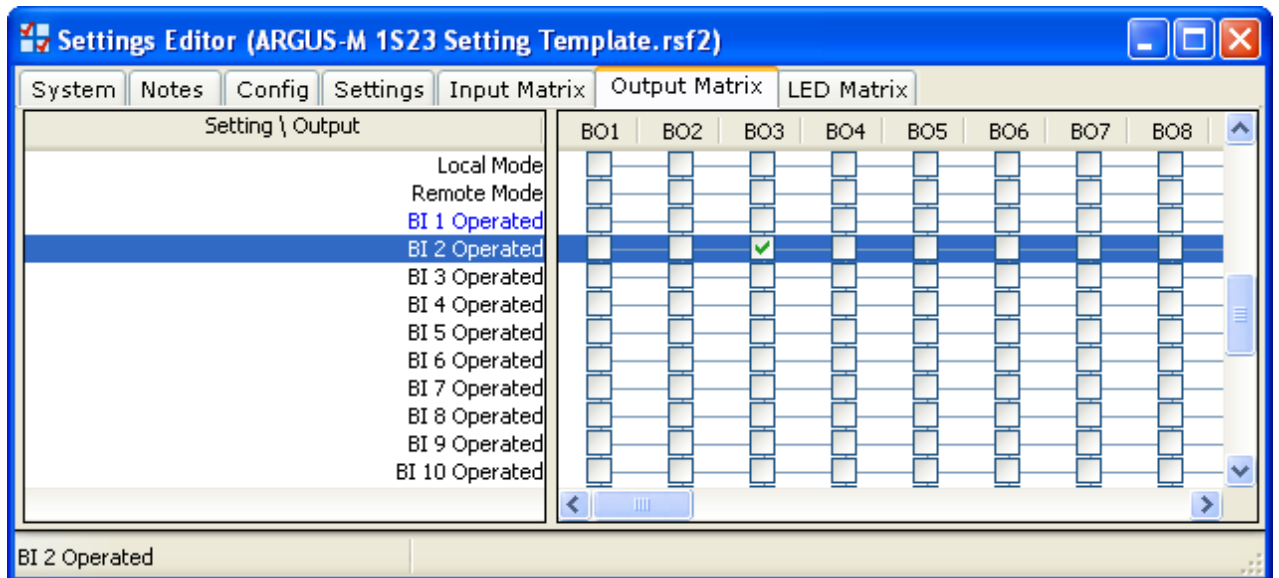 Settings Editor (ARGUS-M 1S23 Setting Template.rsf2)
System Notes Config Settings Input Matrix Output Matrix LED Matrix
Setting \ Output BO1 BO2 BO3 BO4 BO5 BO6 BO7 BO8
Local Mode
Remote Mode
BI 1 Operated
BI 2 Operated
BI 3 Operated
BI 4 Operated
BI 5 Operated
BI 6 Operated
BI 7 Operated
BI 8 Operated
BI 9 Operated
BI 10 Operated
BI 2 Operated